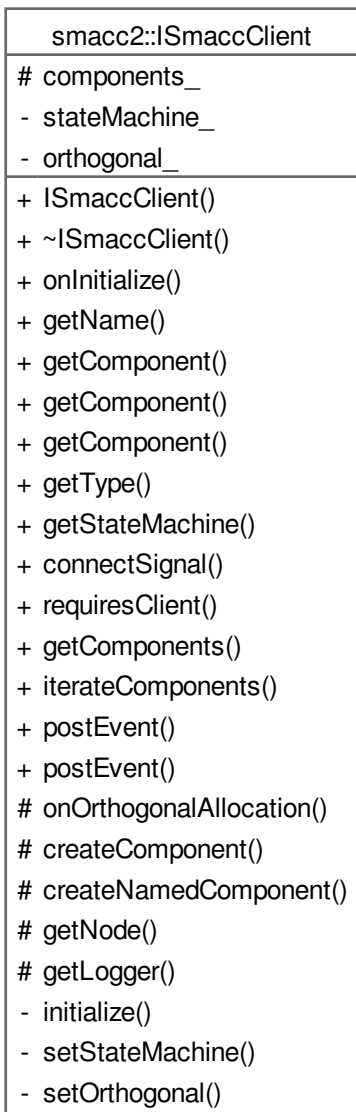 smacc2::ISmaccClient
# components_
- stateMachine_
- orthogonal_
+ ISmaccClient()
+ ~ISmaccClient()
+ onInitialize()
+ getName()
+ getComponent()
+ getComponent()
+ getComponent()
+ getType()
+ getStateMachine()
+ connectSignal()
+ requiresClient()
+ getComponents()
+ iterateComponents()
+ postEvent()
+ postEvent()
# onOrthogonalAllocation()
# createComponent()
# createNamedComponent()
# getNode()
# getLogger()
- initialize()
- setStateMachine()
- setOrthogonal()